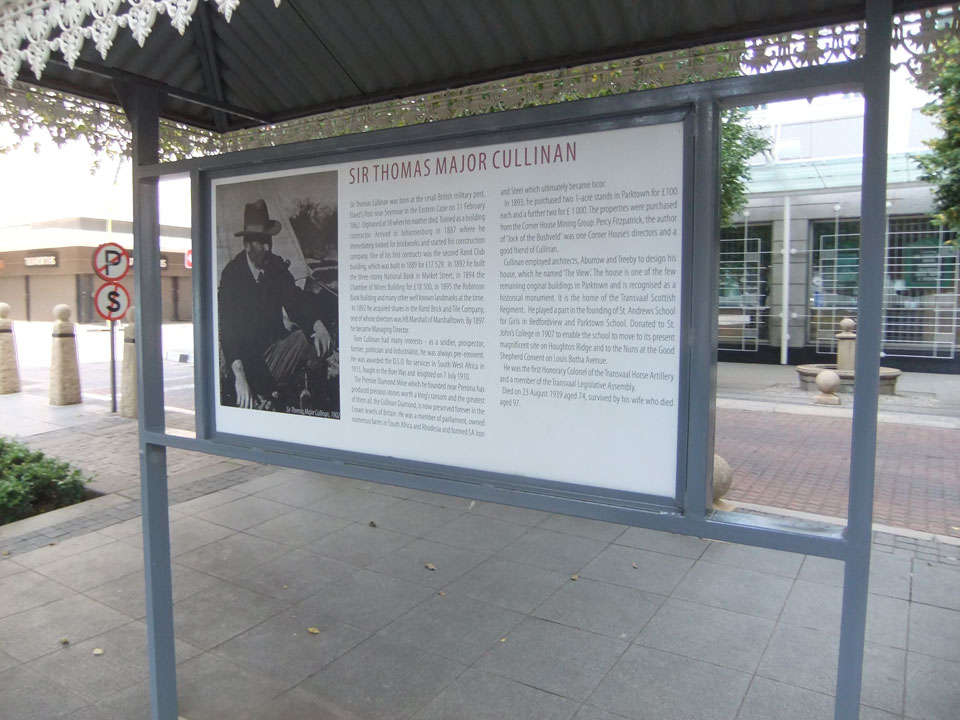 SIR THOMAS MAJOR CULLINAN
Sir Thomas Cullinan was born at the small British military post,
Eland's Post near Seymour in the Eastern Cape on 11 February
1862. Orphaned at 18 when his mother died. Trained as a building
contractor. Arrived in Johannesburg in 1887 where he
immediately looked for brickworks and started his construction
company. One of his first contracts was the second Rand Club
building, which was built in 1889 for £17 529. In 1892 he built
the three-storey National Bank in Market Street, in 1894 the
Chamber of Mines Building for £18 500, in 1895 the Robinson
Bank Building and many other well known landmarks at the time.
In 1892 he acquired shares in the Rand Brick and Tile Company,
one of whose directors was HB Marshall of Marshalltown. By 1897
he became Managing Director.
Tom Cullinan had many interests - as a soldier, prospector,
farmer, politician and industrialist, he was always pre-eminent.
He was awarded the D.S.O. for services in South West Africa in
1915, fought in the Boer War and knighted on 7 July 1910.
The Premier Diamond Mine which he founded near Pretoria has
produced precious stones worth a king's ransom and the greatest
of them all, the Cullinan Diamond, is now preserved forever in the
Crown Jewels of Britain. He was a member of parliament, owned
numerous farms in South Africa and Rhodesia and formed SA Iron
and Steel which ultimately became Iscor.
In 1893, he purchased two 1-acre stands in Parktown for £100
each and a further two for £ 1 000. The properties were purchased
from the Corner House Mining Group. Percy Fitzpatrick, the author
of 'Jock of the Bushveld' was one Corner House's directors and a
good friend of Cullinan.
Cullinan employed architects, Aburrow and Treeby to design his
house, which he named 'The View'. The house is one of the few
remaining original buildings in Parktown and is recognised as a
historical monument. It is the home of the Transvaal Scottish
Regiment. He played a part in the founding of St. Andrews School
for Girls in Bedfordview and Parktown School. Donated to St.
John's College in 1907 to enable the school to move to its present
magnificent site on Houghton Ridge and to the Nuns at the Good
Shepherd Convent on Louis Botha Avenue.
He was the first Honorary Colonel of the Transvaal Horse Artillery
and a member of the Transvaal Legislative Assembly.
Died on 23 August 1939 aged 74, survived by his wife who died
aged 97.
Sir Thomas Major Cullinan, 1902
P
$